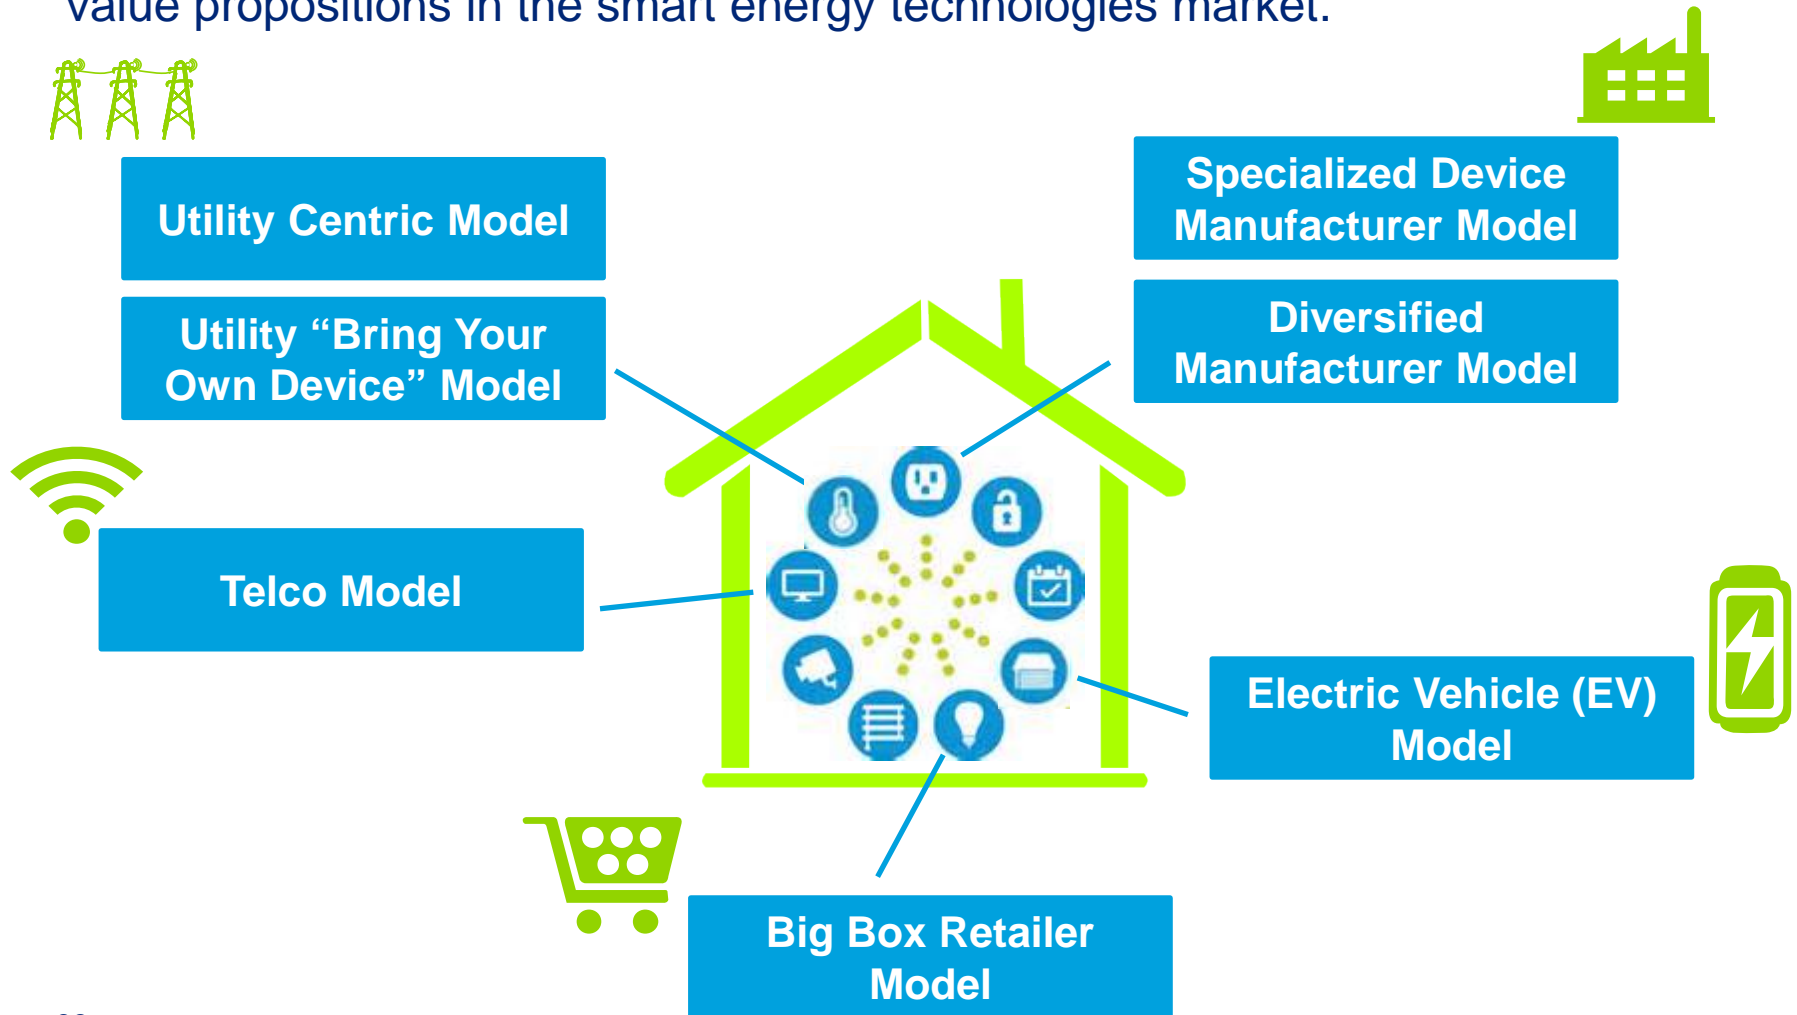 value propositions in the smart energy technologies market.
Utility Centric Model
Specialized Device
Manufacturer Model
Utility “Bring Your
Own Device” Model
Diversified
Manufacturer Model
Telco Model
Electric Vehicle (EV)
Model
Big Box Retailer
Model